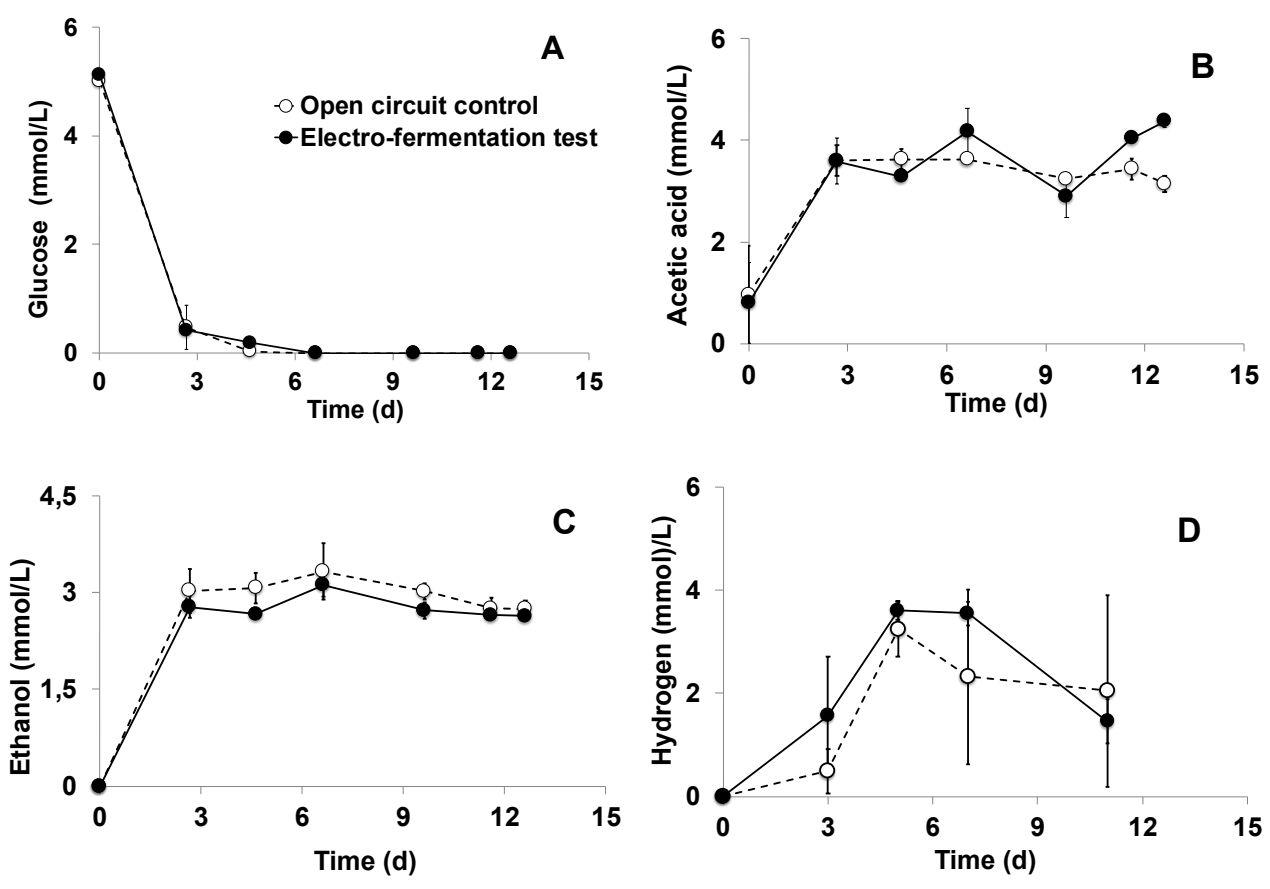 A
Glucose (mmol/L)
6
4
2
0
Open circuit control
Electro-fermentation test
0 3 6 9 12 15
Time (d)
B
Acetic acid (mmol/L)
6
4
2
0
0 3 6 9 12 15
Time (d)
C
Ethanol (mmol/L)
4,5
3
1,5
0
0 3 6 9 12 15
Time (d)
D
Hydrogen (mmol)/L)
6
4
2
0
0 3 6 9 12 15
Time (d)